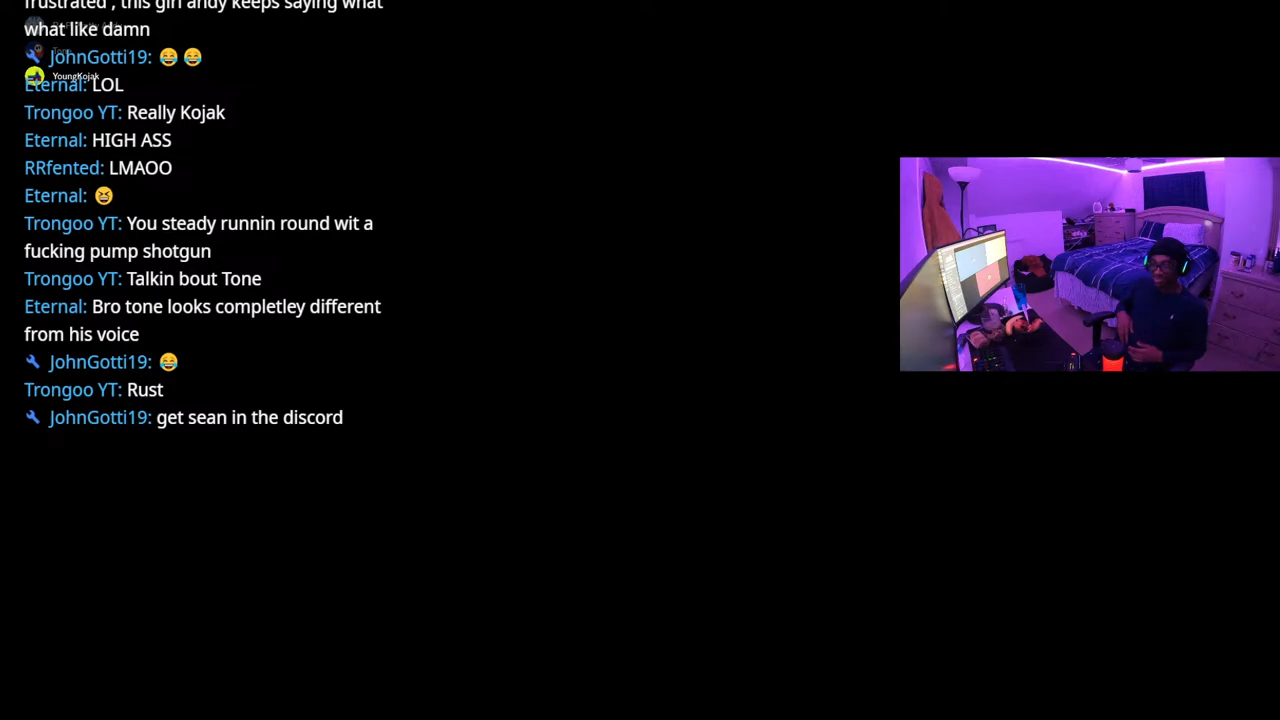 frustrated , this girl andy keeps saying what
what like damn
Tone
JohnGotti19: 😂 😂
YoungKojak
Eternal: LOL
Trongoo YT: Really Kojak
Eternal: HIGH ASS
RRfented: LMAOO
Eternal: 😆
Trongoo YT: You steady runnin round wit a
fucking pump shotgun
Trongoo YT: Talkin bout Tone
Eternal: Bro tone looks completley different
from his voice
JohnGotti19: 😂
Trongoo YT: Rust
JohnGotti19: get sean in the discord